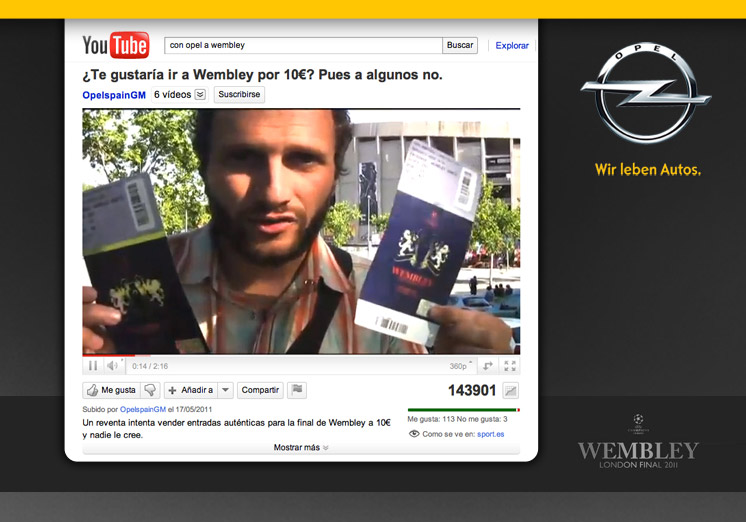 You Tube
con opel a wembley
Buscar
Explorar
¿Te gustaría ir a Wembley por 10€? Pues a algunos no.
OpelspainGM 6 vídeos Suscribirse
OPEL
Wir leben Autos.
WEMBLEY
0:14 / 2:16
360p
Me gusta
Añadir a
Compartir
143901
Subido por OpelspainGM el 17/05/2011
Un reventa intenta vender entradas auténticas para la final de Wembley a 10€
y nadie le cree.
Me gusta: 113 No me gusta: 3
Como se ve en: sport.es
Mostrar más
WEMBLEY
LONDON FINAL 2011